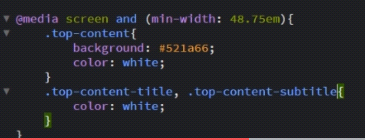 @media screen and (min-width: 48.75em){
.top-content{
background: #521a66;
color: white;
}
.top-content-title, .top-content-subtitle{
color: white;
}
}